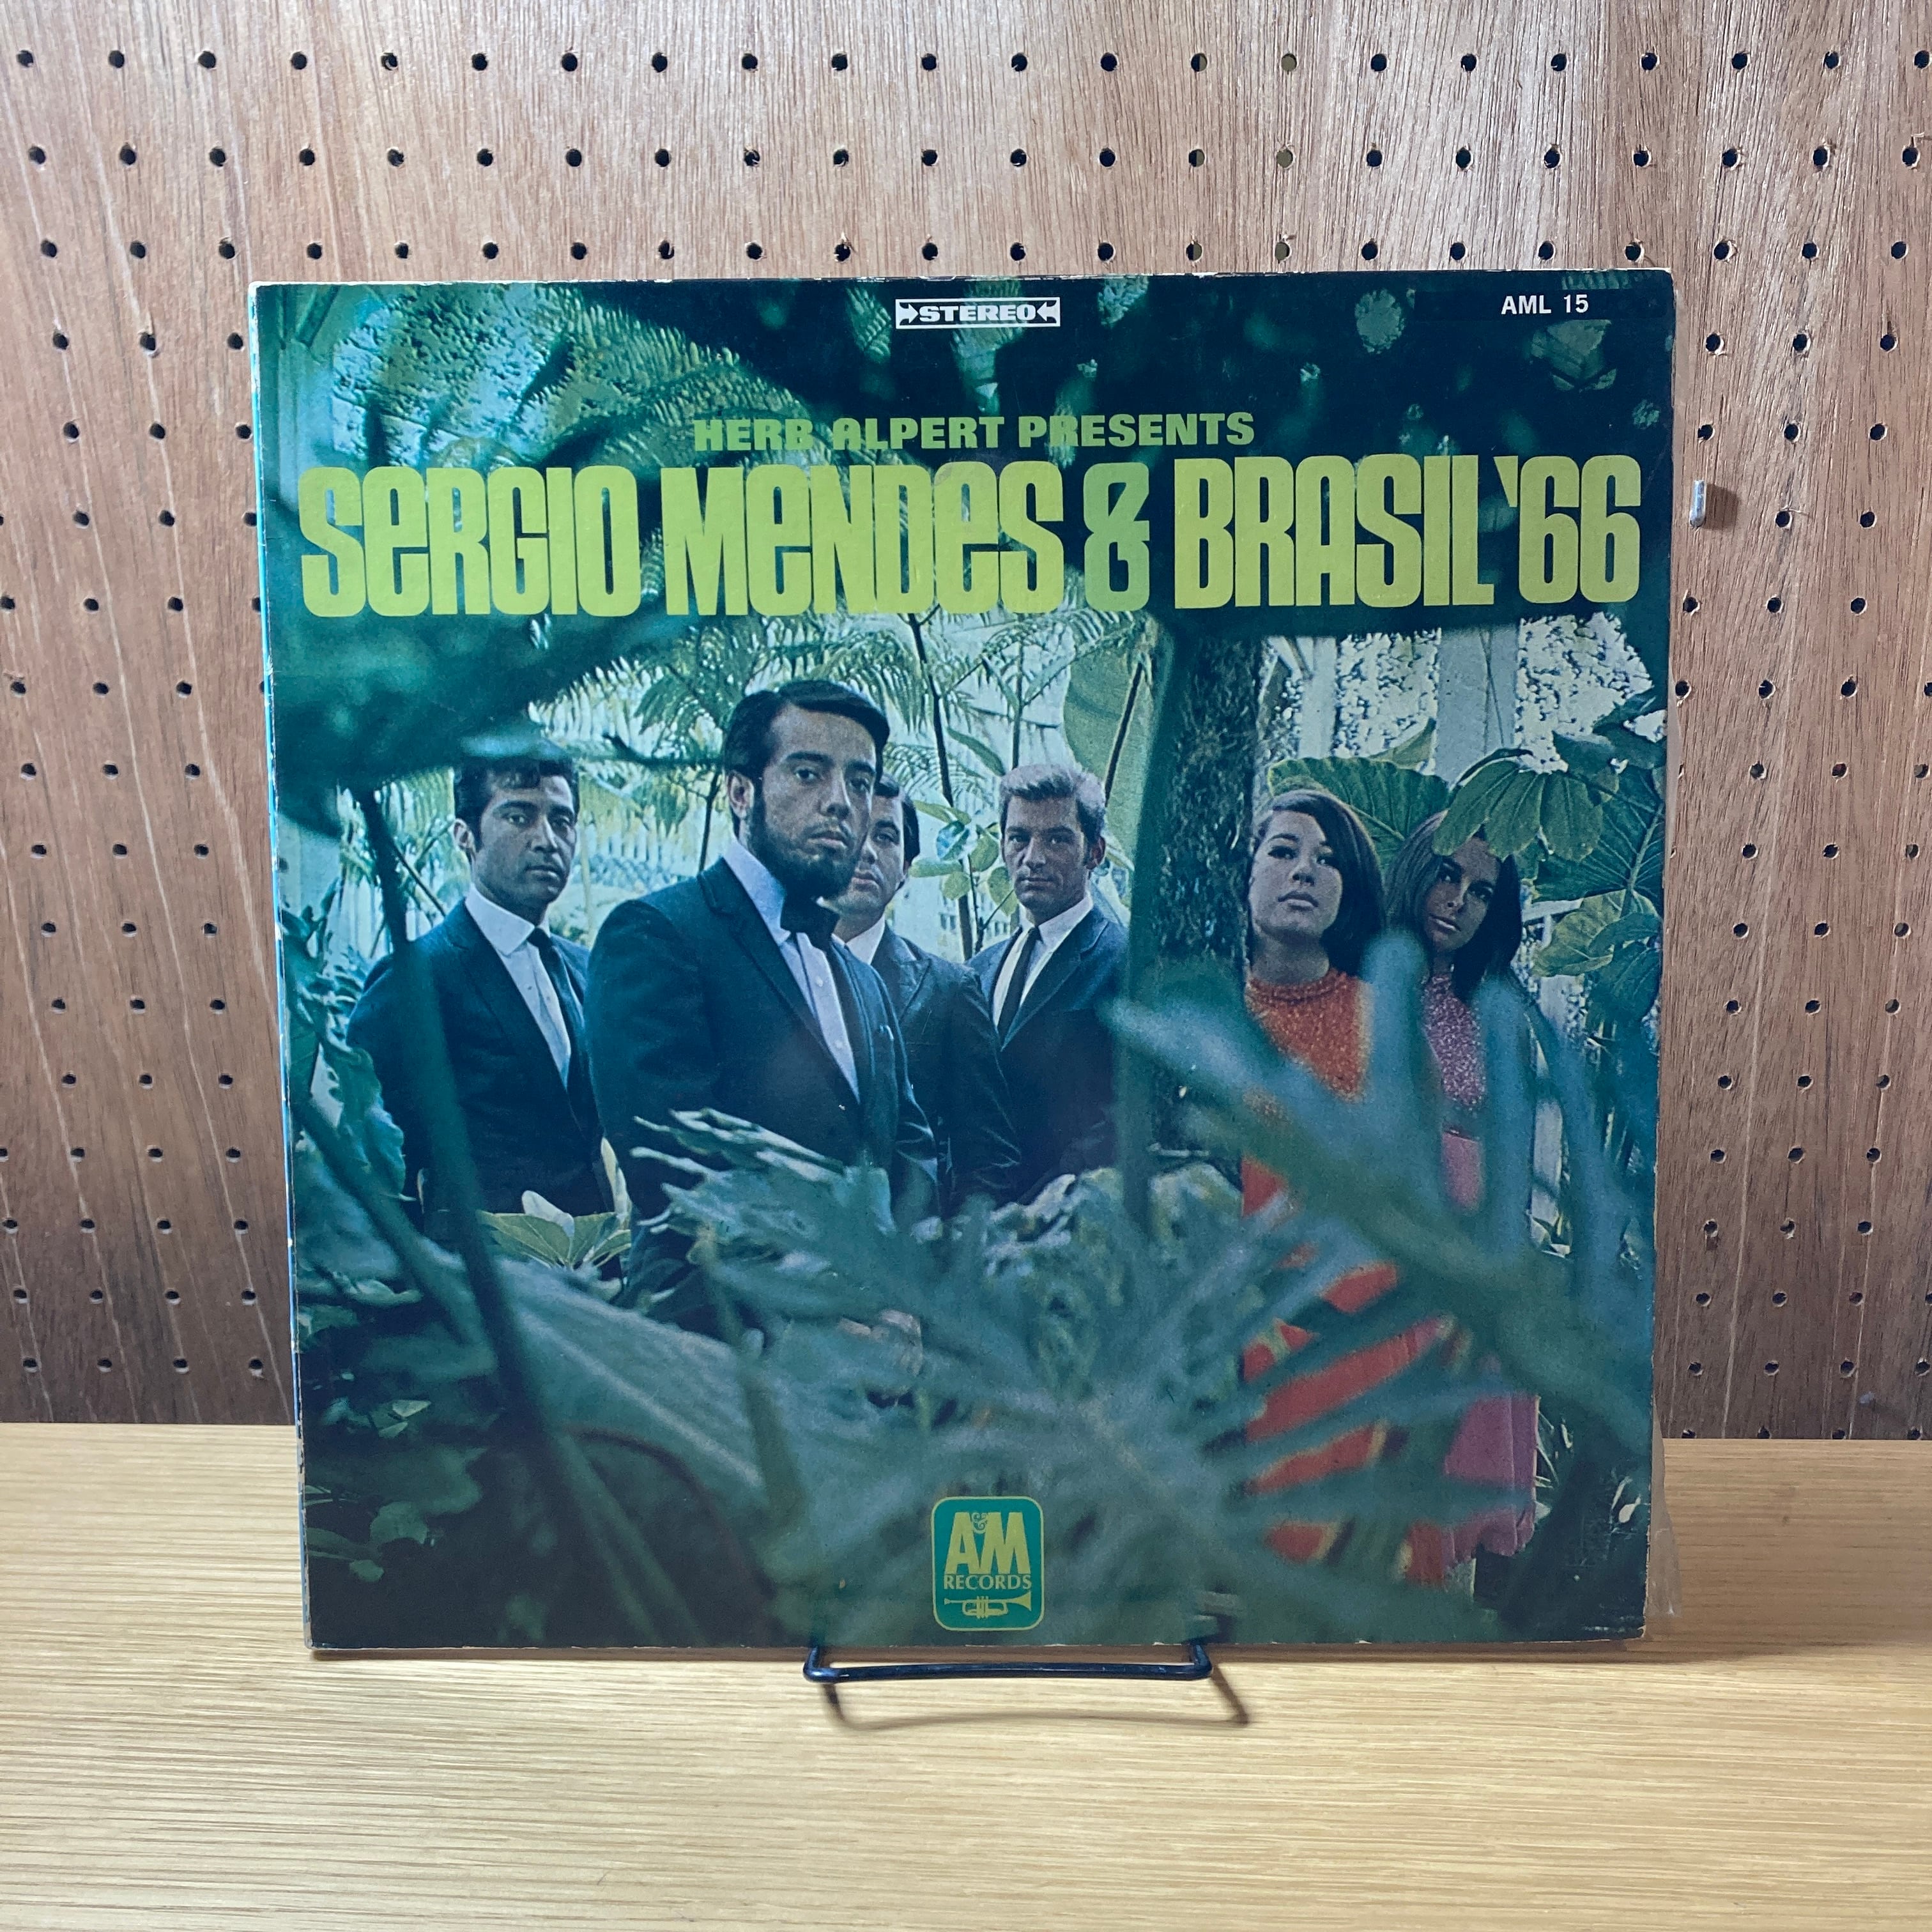 STEREO
AML 15
HERB ALPERT PRESENTS
SERGIO MENDES & BRASIL '66
A&M
RECORDS